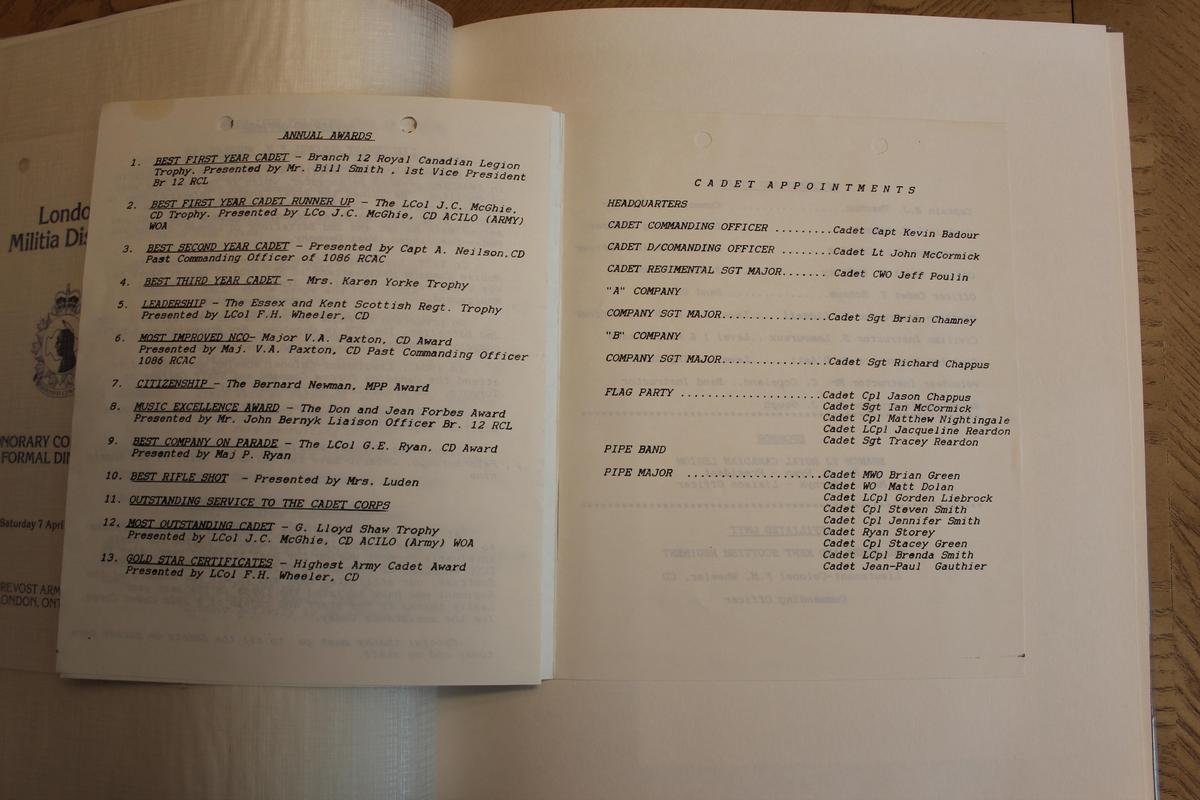 Londo
Militia Dis
NORARY CO
FORMAL DIN
Saturday 7 April
REVOST ARM
LONDON, ONT
ANNUAL AWARDS
1. BEST FIRST YEAR CADET - Branch 12 Royal Canadian Legion
Trophy. Presented by Mr. Bill Smith , 1st Vice President
Br 12 RCL
2. BEST FIRST YEAR CADET RUNNER UP - The LCol J.C. McGhie,
CD Trophy. Presented by LCo J.C. McGhie, CD ACILO (ARMY)
WOA
3. BEST SECOND YEAR CADET - Presented by Capt A. Neilson,CD
Past Commanding Officer of 1086 RCAC
4. BEST THIRD YEAR CADET - Mrs. Karen Yorke Trophy
5. LEADERSHIP - The Essex and Kent Scottish Regt. Trophy
Presented by LCol F.H. Wheeler, CD
6. MOST IMPROVED NCO- Major V.A. Paxton, CD Award
Presented by Maj. V.A. Paxton, CD Past Commanding Officer
1086 RCAC
7. CITIZENSHIP - The Bernard Newman, MPP Award
8. MUSIC EXCELLENCE AWARD - The Don and Jean Forbes Award
Presented by Mr. John Bernyk Liaison Officer Br. 12 RCL
9. BEST COMPANY ON PARADE - The LCol G.E. Ryan, CD Award
Presented by Maj P. Ryan
10. BEST RIFLE SHOT - Presented by Mrs. Luden
11. OUTSTANDING SERVICE TO THE CADET CORPS
12. MOST OUTSTANDING CADET - G. Lloyd Shaw Trophy
Presented by LCol J.C. McGhie, CD ACILO (Army) WOA
13. GOLD STAR CERTIFICATES - Highest Army Cadet Award
Presented by LCol F.H. Wheeler, CD
CADET APPOINTMENTS
HEADQUARTERS
CADET COMMANDING OFFICER .........Cadet Capt Kevin Badour
CADET D/COMANDING OFFICER ........Cadet Lt John McCormick
CADET REGIMENTAL SGT MAJOR....... Cadet CWO Jeff Poulin
"A" COMPANY
COMPANY SGT MAJOR................Cadet Sgt Brian Chamney
"B" COMPANY
COMPANY SGT MAJOR................Cadet Sgt Richard Chappus
FLAG PARTY ......................Cadet Cpl Jason Chappus
Cadet Sgt Ian McCormick
Cadet Cpl Matthew Nightingale
Cadet LCpl Jacqueline Reardon
Cadet Sgt Tracey Reardon
PIPE BAND
PIPE MAJOR .....................Cadet MWO Brian Green
Cadet WO Matt Dolan
Cadet LCpl Gorden Liebrock
Cadet Cpl Steven Smith
Cadet Cpl Jennifer Smith
Cadet Ryan Storey
Cadet Cpl Stacey Green
Cadet LCpl Brenda Smith
Cadet Jean-Paul Gauthier